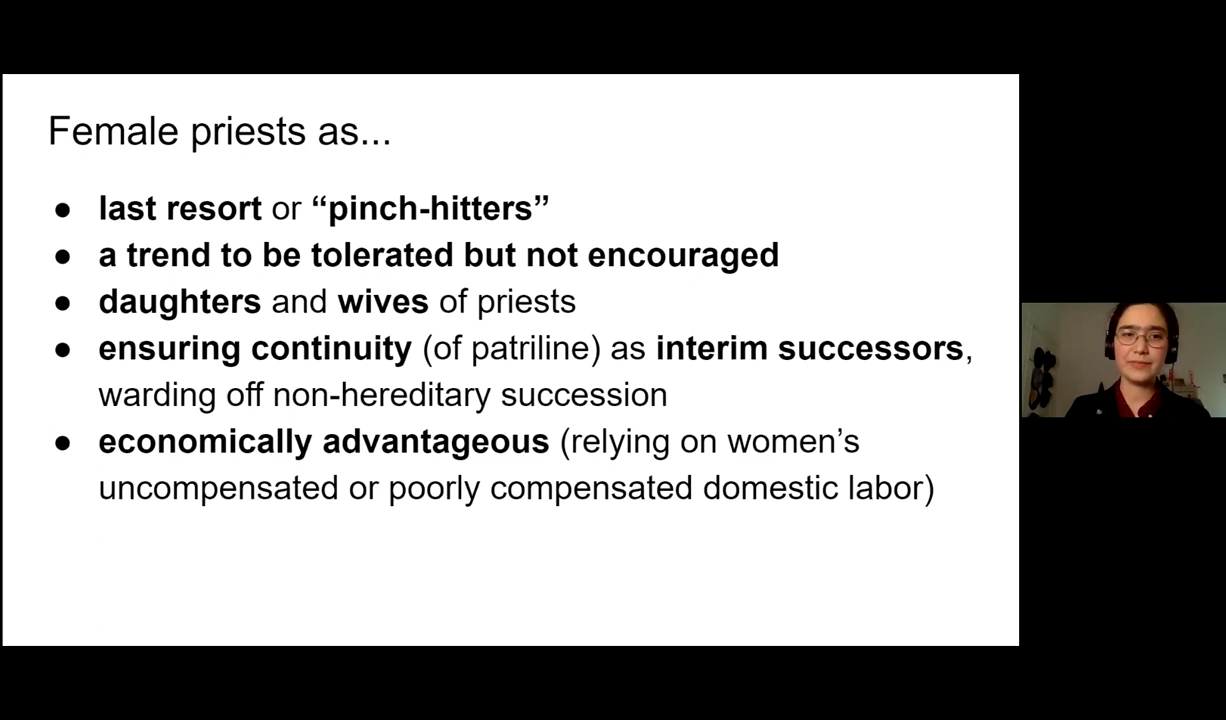 Female priests as...
● last resort or “pinch-hitters”
● a trend to be tolerated but not encouraged
● daughters and wives of priests
● ensuring continuity (of patriline) as interim successors,
warding off non-hereditary succession
● economically advantageous (relying on women’s
uncompensated or poorly compensated domestic labor)